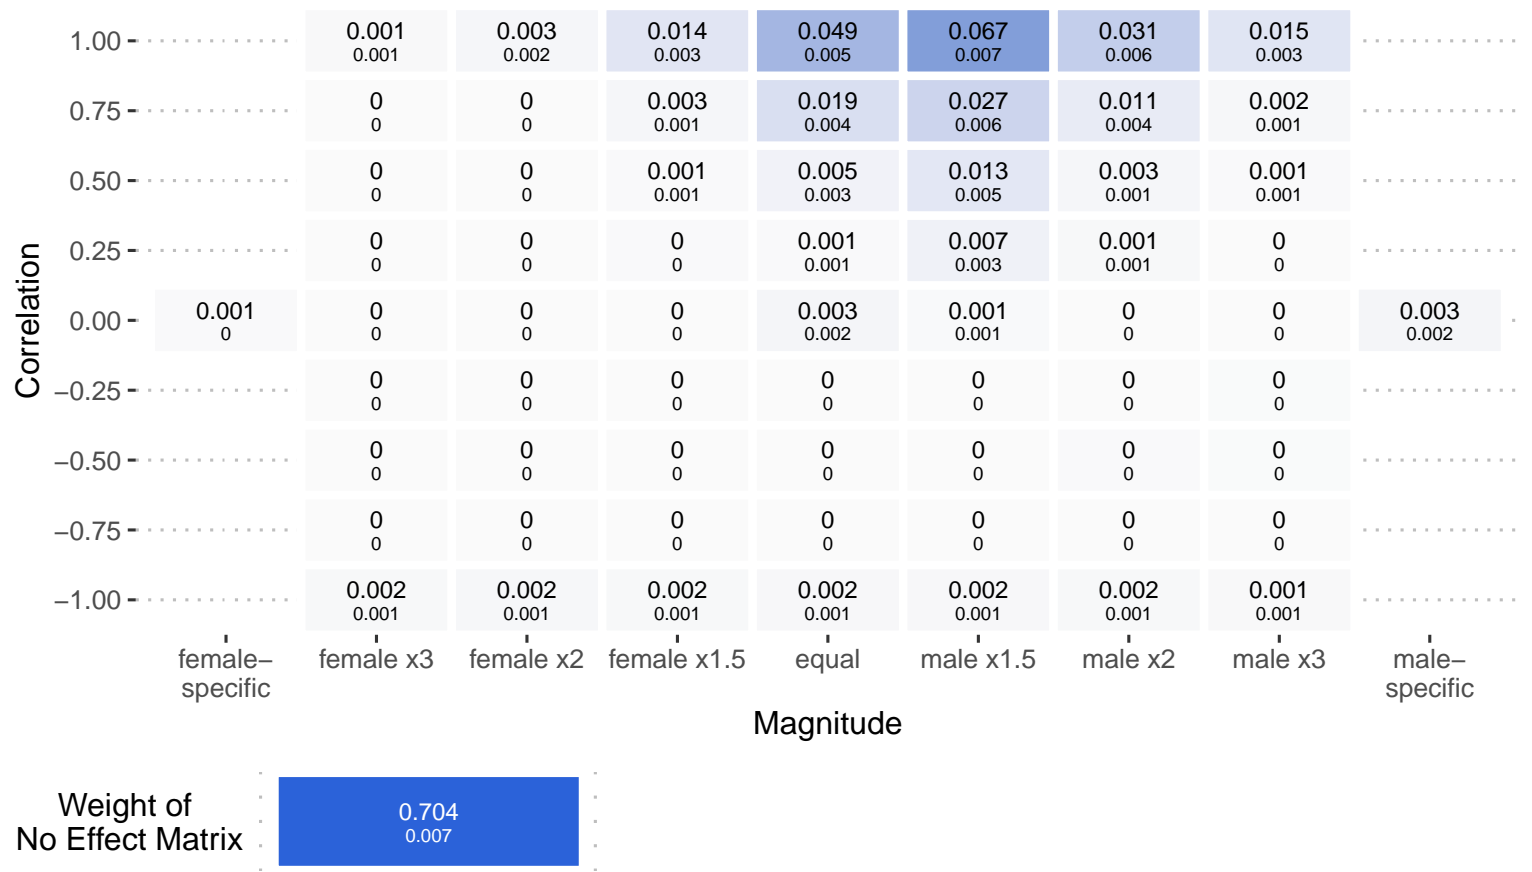 1.00 0.001 0.003 0.014 0.049 0.067 0.031 0.015
0.001 0.002 0.003 0.005 0.007 0.006 0.003
0.75 0 0 0.003 0.019 0.027 0.011 0.002
0 0 0.001 0.004 0.006 0.004 0.001
0.50 0 0 0.001 0.005 0.013 0.003 0.001
0 0 0.001 0.003 0.005 0.001 0.001
0.25 0 0 0 0.001 0.007 0.001 0
0 0 0 0.001 0.003 0.001 0
0.00 0.001 0 0 0 0.003 0.001 0 0 0.003
0 0 0 0 0.002 0.001 0 0 0.002
−0.25 0 0 0 0 0 0 0
0 0 0 0 0 0 0
−0.50 0 0 0 0 0 0 0
0 0 0 0 0 0 0
−0.75 0 0 0 0 0 0 0
0 0 0 0 0 0 0
−1.00 0.002 0.002 0.002 0.002 0.002 0.002 0.001
0.001 0.001 0.001 0.001 0.001 0.001 0.001
Correlation
female− female x3 female x2 female x1.5 equal male x1.5 male x2 male x3 male−
specific specific
Magnitude
Weight of
No Effect Matrix
0.704
0.007